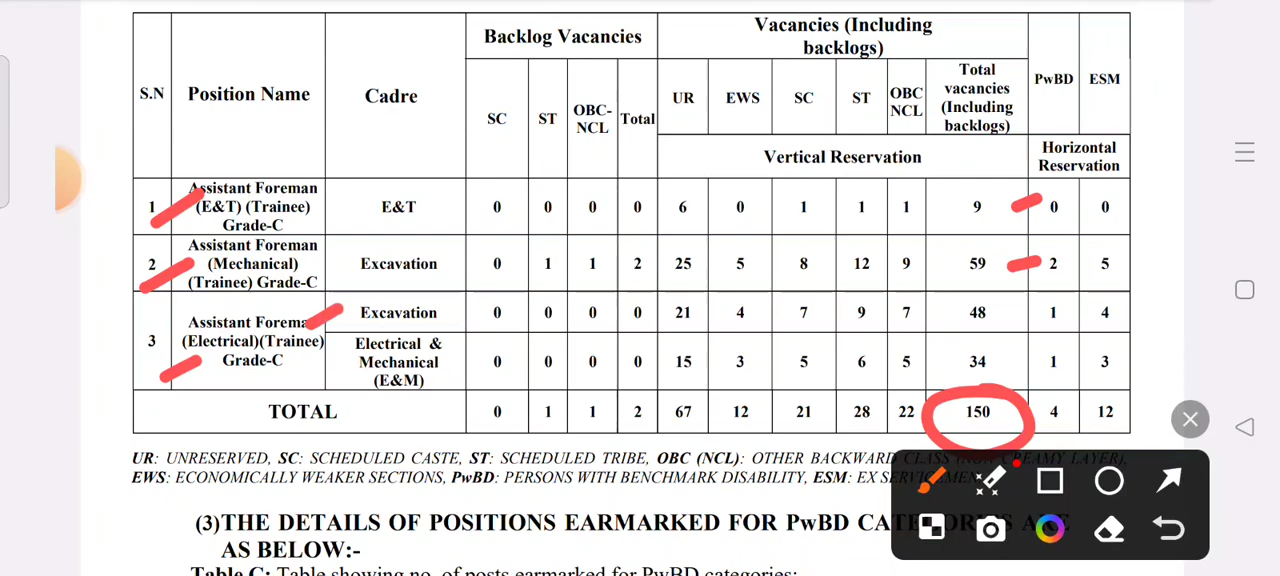 S.N Position Name Cadre Backlog Vacancies Vacancies (Including backlogs) PwBD ESM
SC ST OBC-NCL Total UR EWS SC ST OBC NCL Total vacancies (Including backlogs)
Vertical Reservation Horizontal Reservation
1 Assistant Foreman (E&T) (Trainee) Grade-C E&T 0 0 0 0 6 0 1 1 1 9 0 0
2 Assistant Foreman (Mechanical) (Trainee) Grade-C Excavation 0 1 1 2 25 5 8 12 9 59 2 5
3 Assistant Foreman (Electrical)(Trainee) Grade-C Excavation 0 0 0 0 21 4 7 9 7 48 1 4
Electrical & Mechanical (E&M) 0 0 0 0 15 3 5 6 5 34 1 3
TOTAL 0 1 1 2 67 12 21 28 22 150 4 12
UR: UNRESERVED, SC: SCHEDULED CASTE, ST: SCHEDULED TRIBE, OBC (NCL): OTHER BACKWARD CLASS (NON CREAMY LAYER),
EWS: ECONOMICALLY WEAKER SECTIONS, PwBD: PERSONS WITH BENCHMARK DISABILITY, ESM: EX SERVICEMEN
(3)THE DETAILS OF POSITIONS EARMARKED FOR PwBD CATEGORIES ARE
AS BELOW:-
Table C: Table showing no. of posts earmarked for PwBD categories: